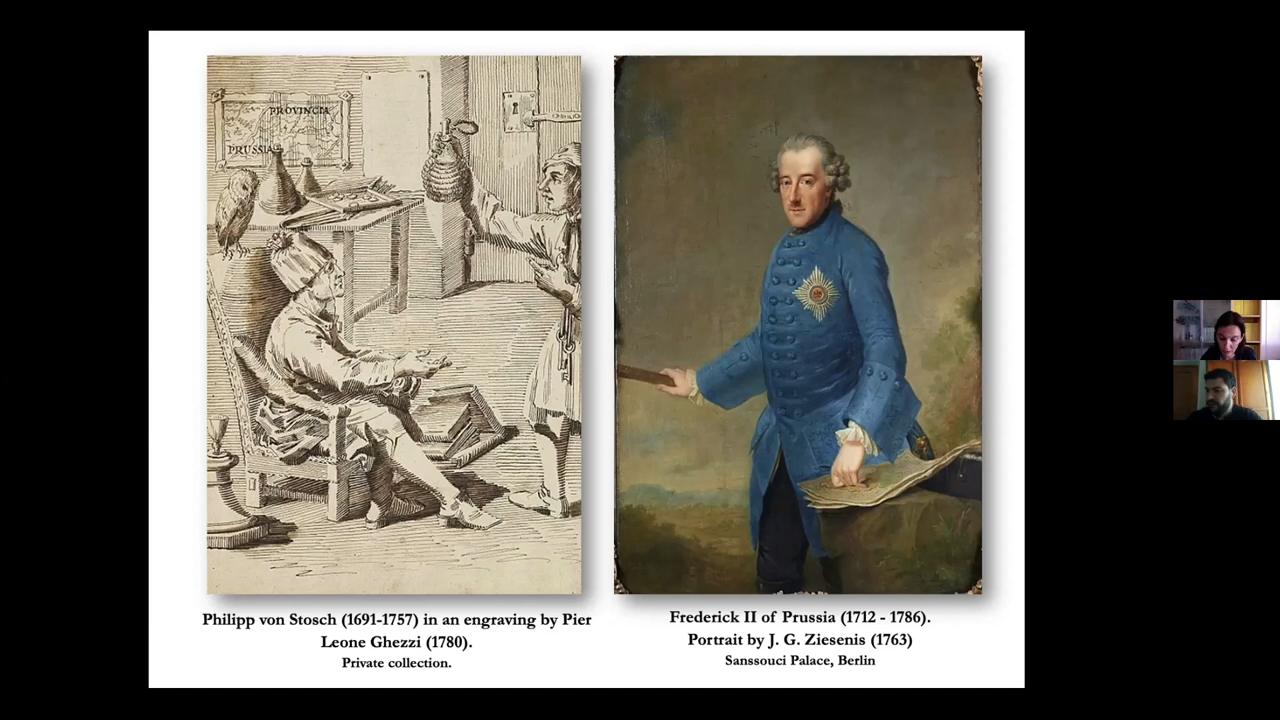 PROVINCIA
PRUSSIA
Philipp von Stosch (1691-1757) in an engraving by Pier
Leone Ghezzi (1780).
Private collection.
Frederick II of Prussia (1712 - 1786).
Portrait by J. G. Ziesenis (1763)
Sanssouci Palace, Berlin